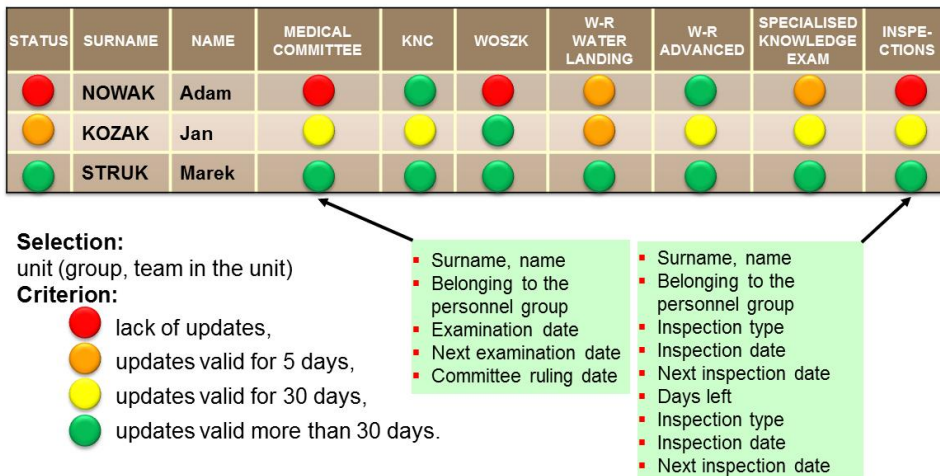 STATUS SURNAME NAME MEDICAL COMMITTEE KNC WOSZK W-R WATER LANDING W-R ADVANCED SPECIALISED KNOWLEDGE EXAM INSPE-CTIONS
NOWAK Adam
KOZAK Jan
STRUK Marek
Selection:
unit (group, team in the unit)
Criterion:
lack of updates,
updates valid for 5 days,
updates valid for 30 days,
updates valid more than 30 days.
Surname, name
Belonging to the
personnel group
Examination date
Next examination date
Committee ruling date
Surname, name
Belonging to the
personnel group
Inspection type
Inspection date
Next inspection date
Days left
Inspection type
Inspection date
Next inspection date